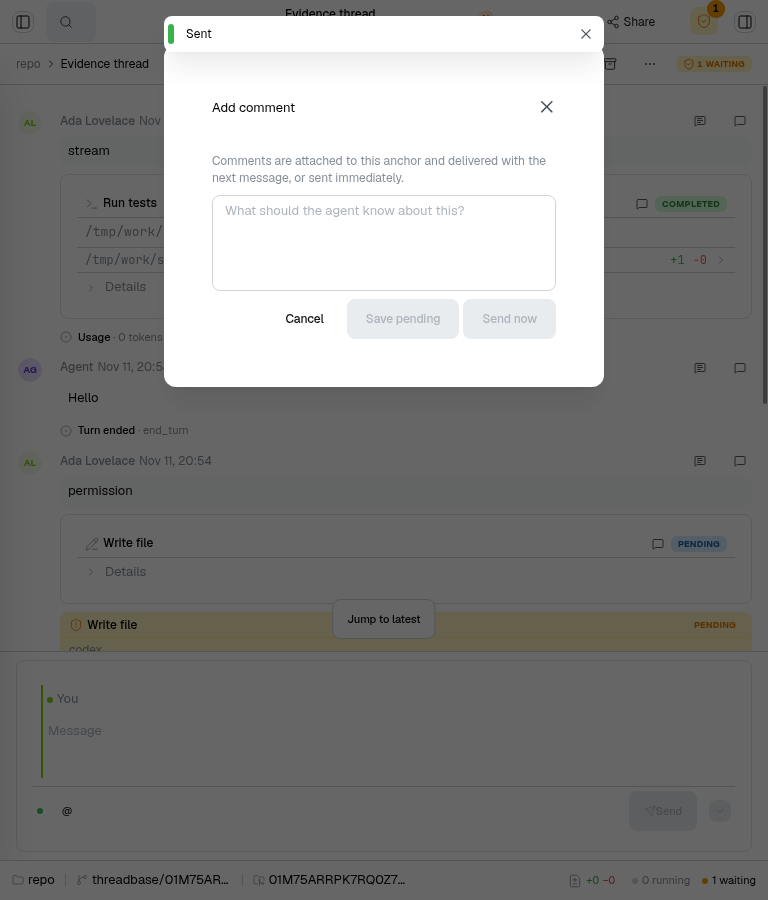 Evidence thread
Sent
Share
1
repo
Evidence thread
1 WAITING
Add comment
Comments are attached to this anchor and delivered with the
next message, or sent immediately.
What should the agent know about this?
Cancel
Save pending
Send now
AL
Ada Lovelace Nov
stream
Run tests
COMPLETED
/tmp/work/
/tmp/work/s
+1 -0
Details
Usage · 0 tokens
AG
Agent Nov 11, 20:5
Hello
Turn ended · end_turn
AL
Ada Lovelace Nov 11, 20:54
permission
Write file
PENDING
Details
Jump to latest
Write file
PENDING
codex
You
Message
@
Send
repo
threadbase/01M75AR...
01M75ARRPK7RQ0Z7...
+0 -0
0 running
1 waiting